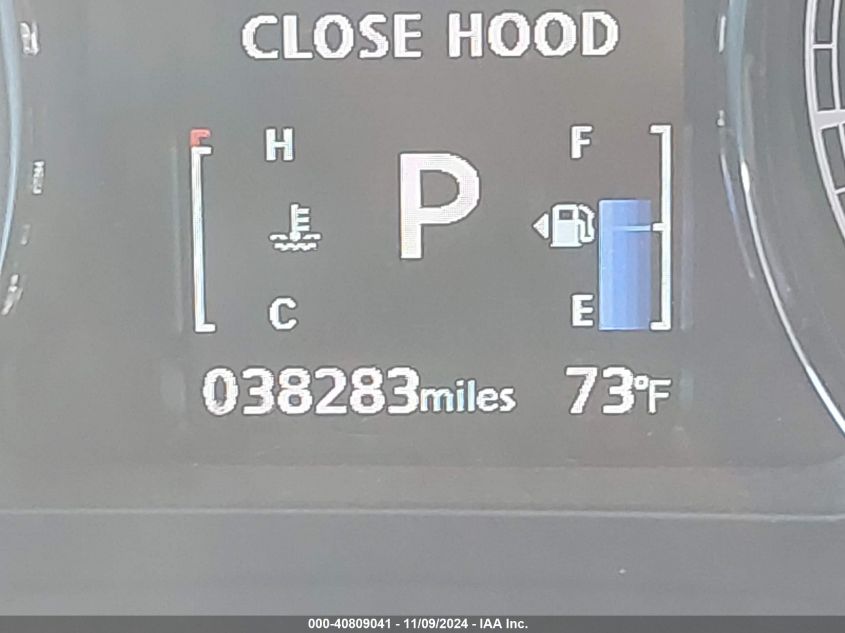 CLOSE HOOD
H P F
C E
038283miles 73°F
000-40809041 - 11/09/2024 - IAA Inc.